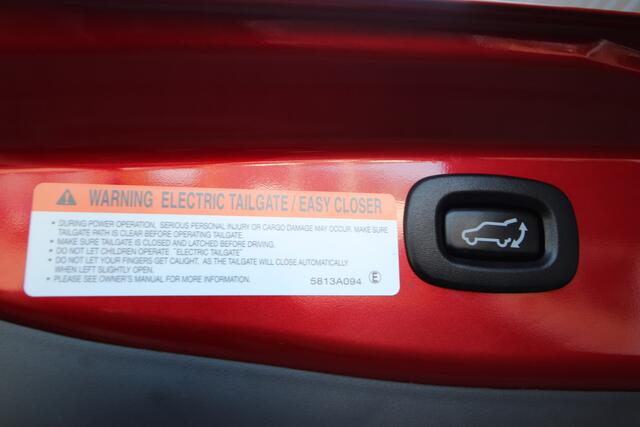 WARNING ELECTRIC TAILGATE / EASY CLOSER
• DURING POWER OPERATION, SERIOUS PERSONAL INJURY OR CARGO DAMAGE MAY OCCUR. MAKE SURE
TAILGATE PATH IS CLEAR BEFORE OPERATING TAILGATE.
• MAKE SURE TAILGATE IS CLOSED AND LATCHED BEFORE DRIVING.
• DO NOT LET CHILDREN OPERATE "ELECTRIC TAILGATE"
• DO NOT LET YOUR FINGERS GET CAUGHT, AS THE TAILGATE WILL CLOSE AUTOMATICALLY
WHEN LEFT SLIGHTLY OPEN.
• PLEASE SEE OWNER'S MANUAL FOR MORE INFORMATION. 5813A094 Ⓔ